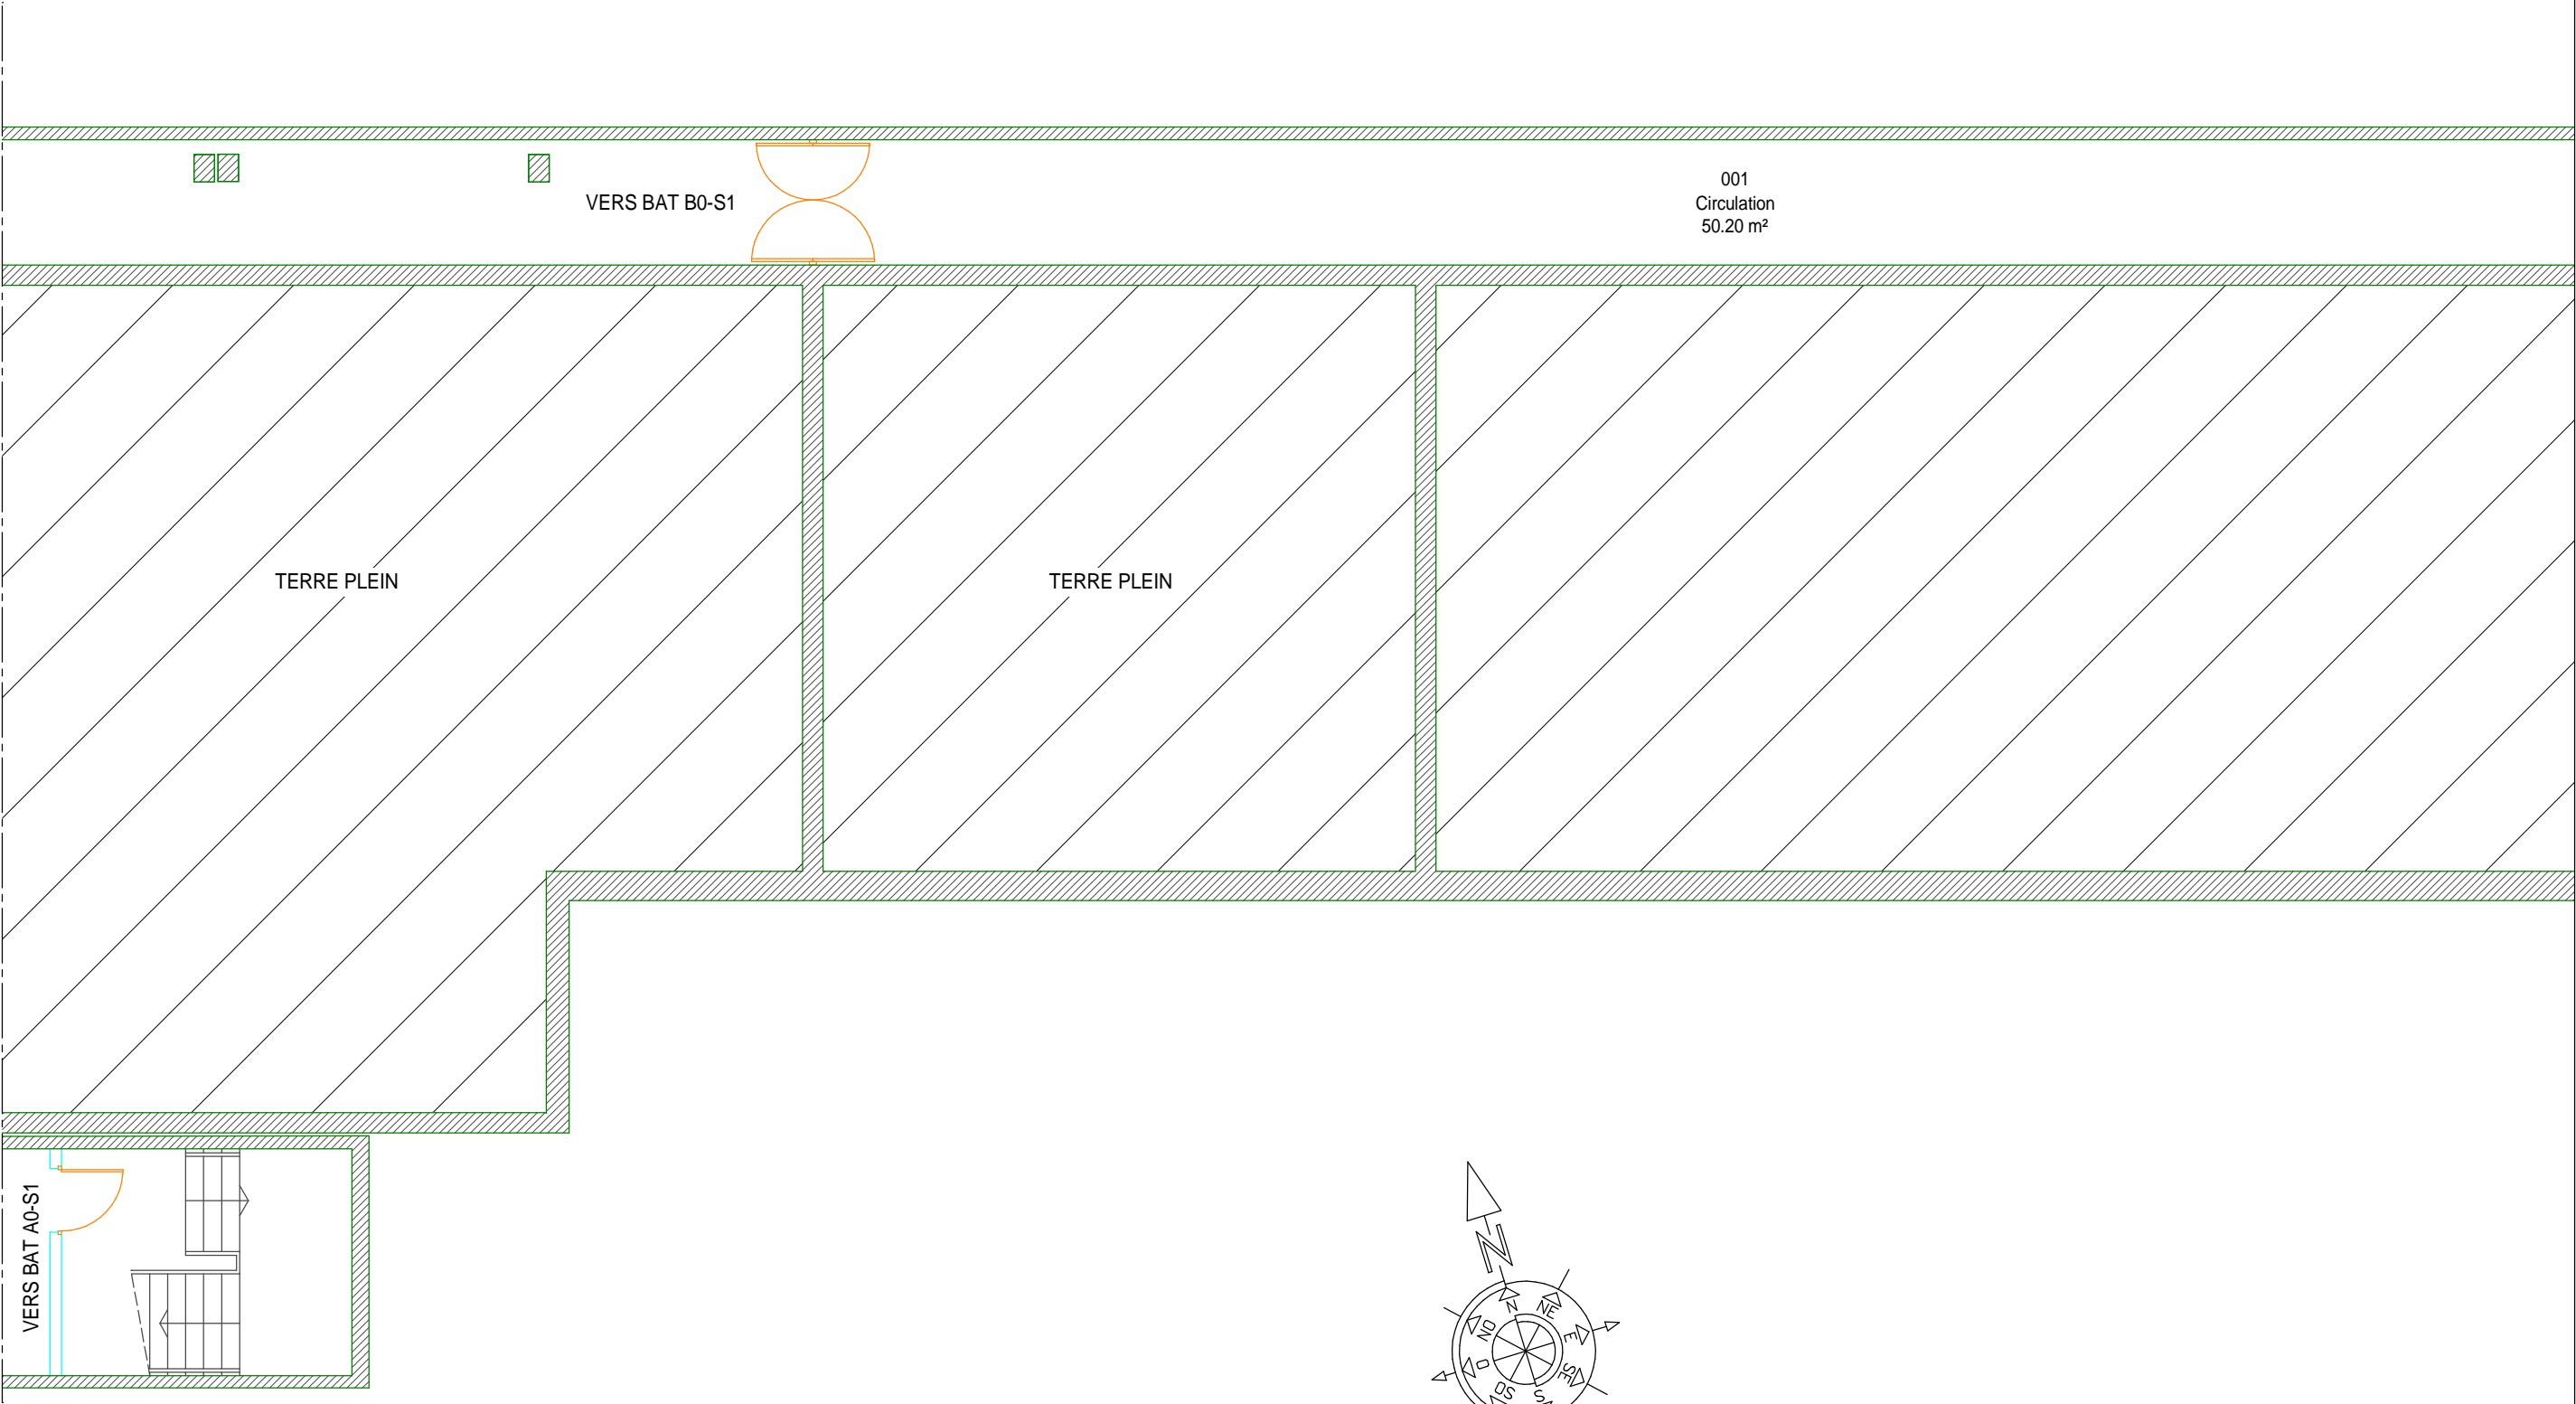 001
Circulation
50.20 m²
VERS BAT B0-S1
TERRE PLEIN
TERRE PLEIN
VERS BAT A0-S1
N
N
NE
E
SE
S
SO
O
NO